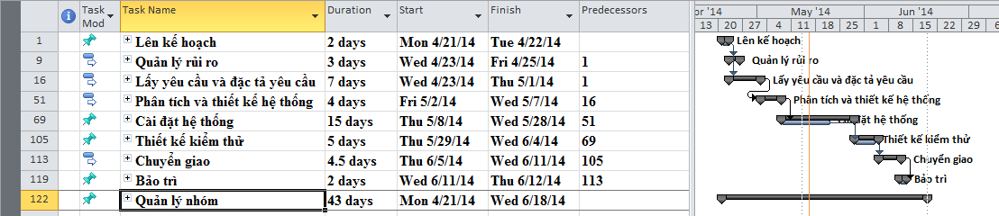 Task Mod Task Name Duration Start Finish Predecessors
or '14 May '14 Jun '14
13 20 27 4 11 18 25 1 8 15 22 29
1 Lên kế hoạch 2 days Mon 4/21/14 Tue 4/22/14 Lên kế hoạch
9 Quản lý rủi ro 3 days Wed 4/23/14 Fri 4/25/14 1 Quản lý rủi ro
16 Lấy yêu cầu và đặc tả yêu cầu 7 days Wed 4/23/14 Thu 5/1/14 1 Lấy yêu cầu và đặc tả yêu cầu
51 Phân tích và thiết kế hệ thống 4 days Fri 5/2/14 Wed 5/7/14 16 Phân tích và thiết kế hệ thống
69 Cài đặt hệ thống 15 days Thu 5/8/14 Wed 5/28/14 51 đặt hệ thống
105 Thiết kế kiểm thử 5 days Thu 5/29/14 Wed 6/4/14 69 Thiết kế kiểm thử
113 Chuyển giao 4.5 days Thu 6/5/14 Wed 6/11/14 105 Chuyển giao
119 Bảo trì 2 days Wed 6/11/14 Thu 6/12/14 113 Bảo trì
122 Quản lý nhóm 43 days Mon 4/21/14 Wed 6/18/14